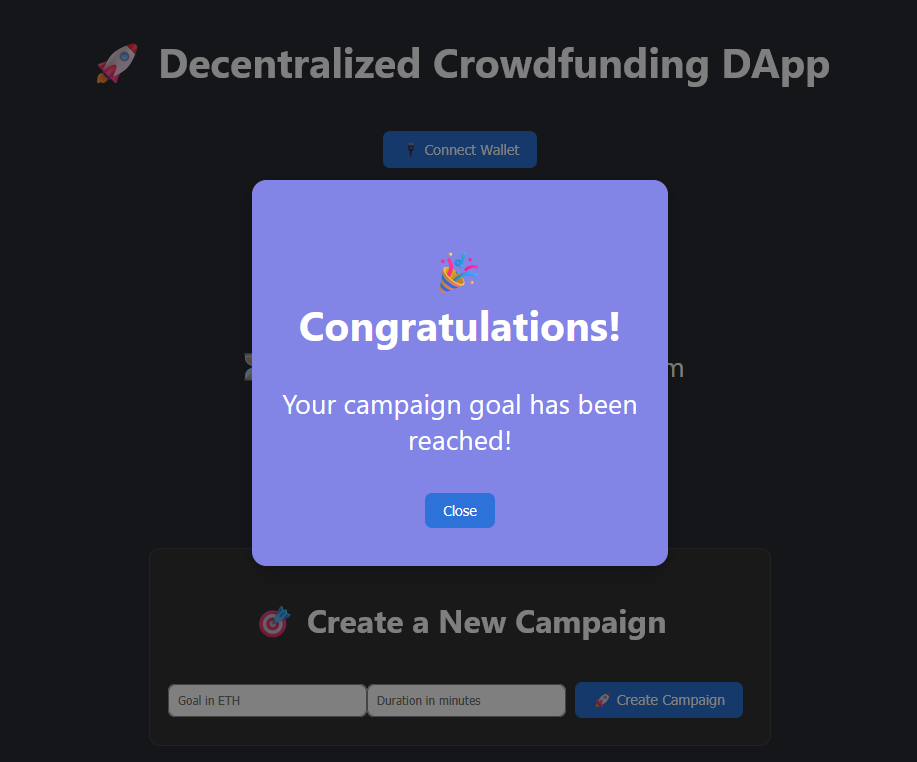 Decentralized Crowdfunding DApp
Connect Wallet
Congratulations!
Your campaign goal has been
reached!
Close
Create a New Campaign
Goal in ETH
Duration in minutes
Create Campaign